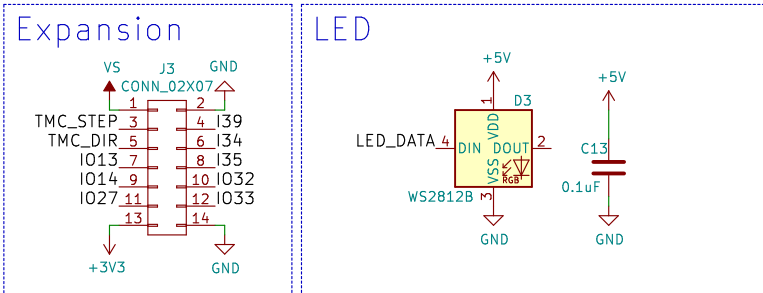 Expansion
LED
VS
J3
GND
CONN_02X07
1
2
TMC_STEP
3
4
I39
TMC_DIR
5
6
I34
IO13
7
8
I35
IO14
9
10
IO32
IO27
11
12
IO33
13
14
+3V3
GND
+5V
1
D3
VDD
LED_DATA
4
DIN
DOUT
2
VSS
RGB
WS2812B
3
GND
+5V
C13
0.1uF
GND